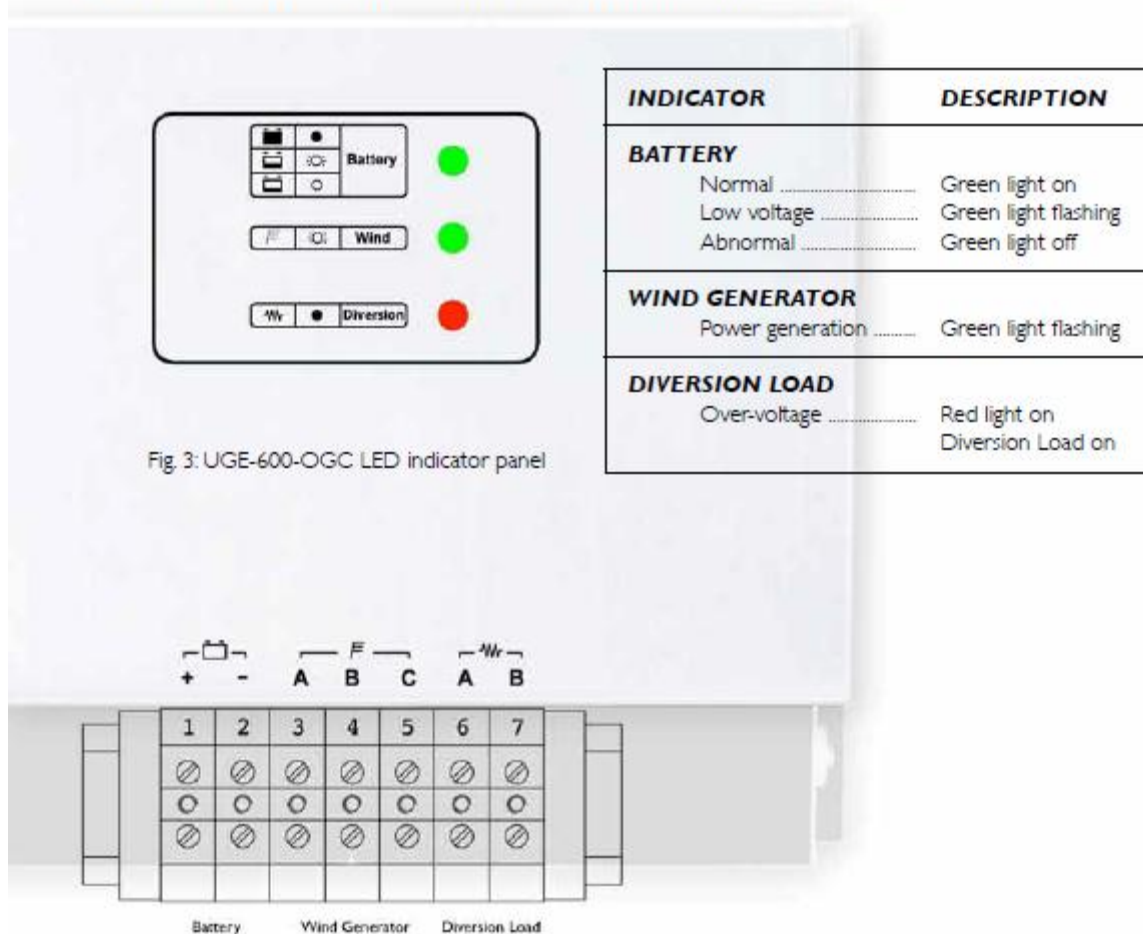 Battery
Wind
Diversion
Fig. 3: UGE-600-OGC LED indicator panel
INDICATOR DESCRIPTION
BATTERY
Normal .......................... Green light on
Low voltage .................... Green light flashing
Abnormal ....................... Green light off
WIND GENERATOR
Power generation .......... Green light flashing
DIVERSION LOAD
Over-voltage .................. Red light on
Diversion Load on
+ - A B C A B
1 2 3 4 5 6 7
Battery Wind Generator Diversion Load